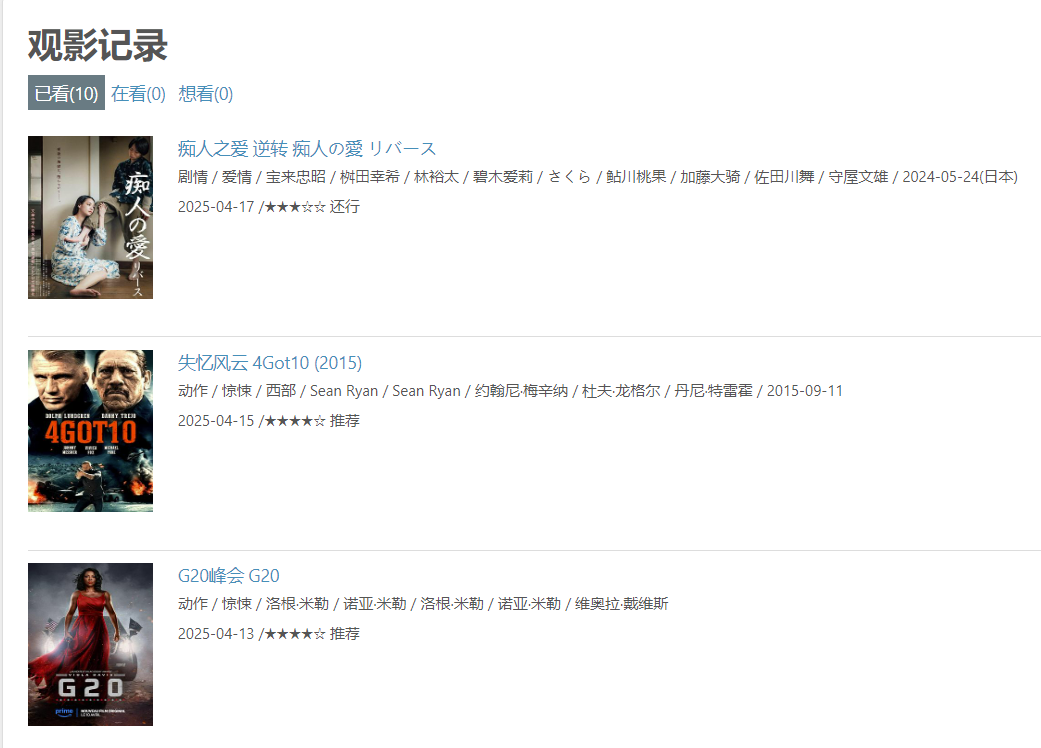 观影记录
已看(10) 在看(0) 想看(0)
痴人之爱 逆转 痴人の愛 リバース
剧情 / 爱情 / 宝来忠昭 / 桝田幸希 / 林裕太 / 碧木爱莉 / さくら / 鲇川桃果 / 加藤大骑 / 佐田川舞 / 守屋文雄 / 2024-05-24(日本)
2025-04-17 /★★★☆☆ 还行
痴人の愛
リバース
失忆风云 4Got10 (2015)
动作 / 惊悚 / 西部 / Sean Ryan / Sean Ryan / 约翰尼·梅辛纳 / 杜夫·龙格尔 / 丹尼·特雷霍 / 2015-09-11
2025-04-15 /★★★★☆ 推荐
DOLPH LUNDGREN DANNY TREJO
4GOT10
G20峰会 G20
动作 / 惊悚 / 洛根·米勒 / 诺亚·米勒 / 洛根·米勒 / 诺亚·米勒 / 维奥拉·戴维斯
2025-04-13 /★★★★☆ 推荐
VIOLA DAVIS
G20
prime